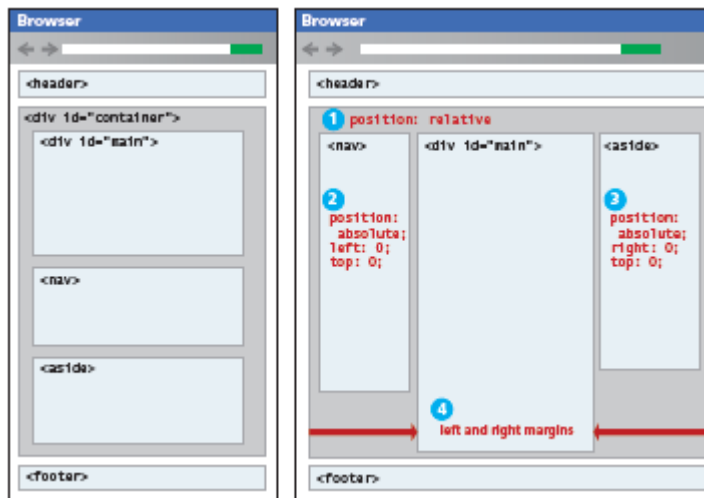 Browser
<header>
<div id="container">
<div id="main">
<nav>
<aside>
<footer>
Browser
<header>
1 position: relative
<nav>
2
position:
absolute;
left: 0;
top: 0;
<div id="main">
4
left and right margins
<aside>
3
position:
absolute;
right: 0;
top: 0;
<footer>